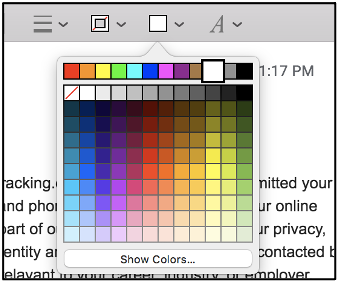 A
1:17 PM
racking. mitted your
and phon ur online
part of o ur privacy,
entity ar contacted b
Show Colors...
relavant to your career, industry, or employer